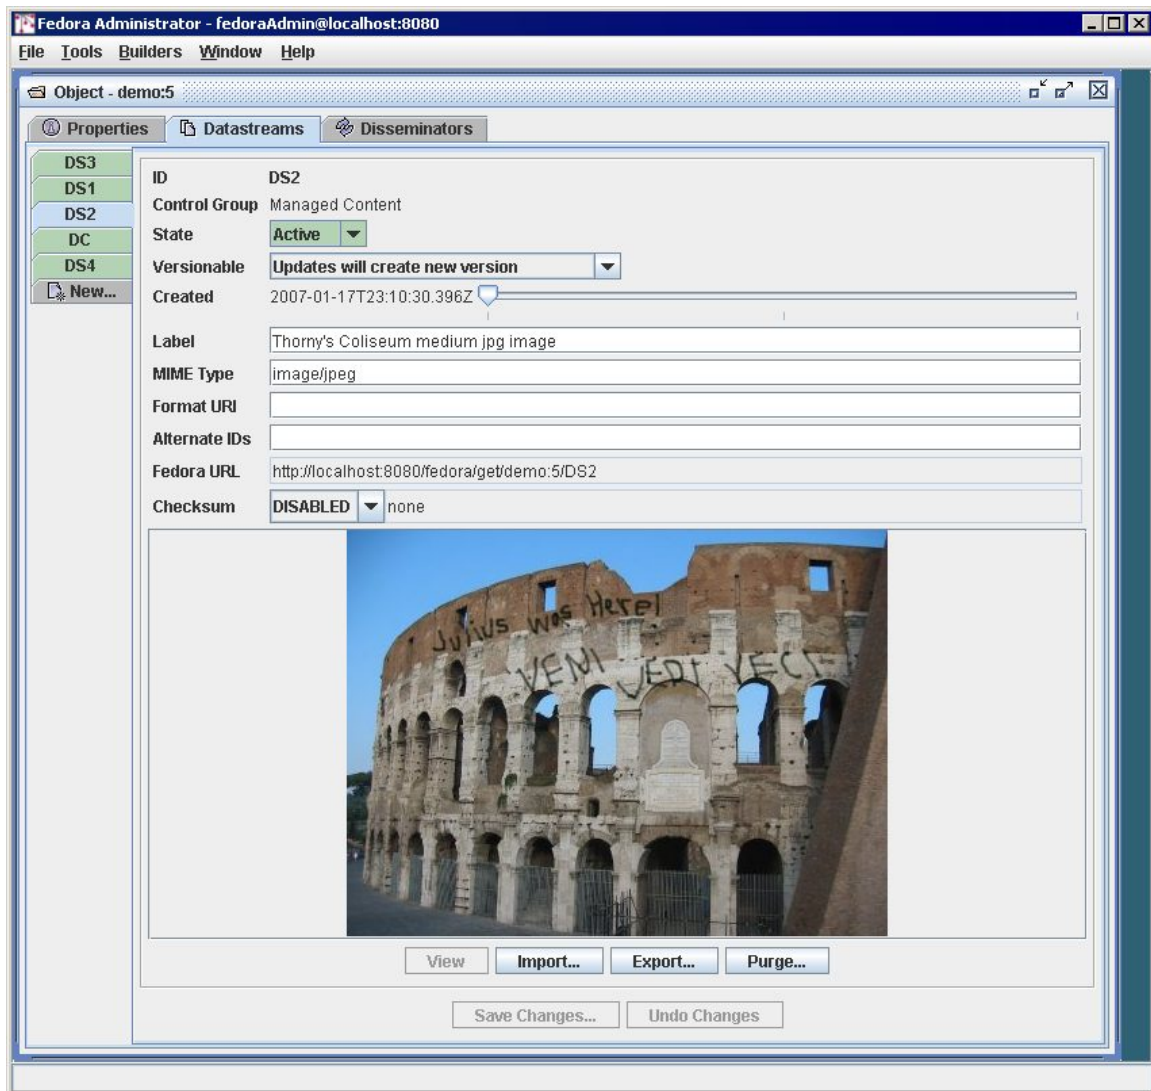 Fedora Administrator - fedoraAdmin@localhost:8080
File Tools Builders Window Help
Object - demo:5
Properties Datastreams Disseminators
DS3
DS1
DS2
DC
DS4
New...
ID DS2
Control Group Managed Content
State Active
Versionable Updates will create new version
Created 2007-01-17T23:10:30.396Z
Label Thorny's Coliseum medium jpg image
MIME Type image/jpeg
Format URI
Alternate IDs
Fedora URL http://localhost:8080/fedora/get/demo:5/DS2
Checksum DISABLED none
Julius was Here!
VENI VEDI VECI
View Import... Export... Purge...
Save Changes... Undo Changes